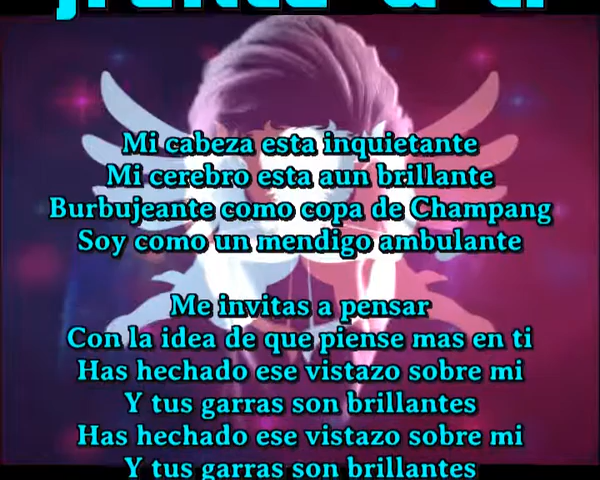 frente a ti
Mi cabeza esta inquietante
Mi cerebro esta aun brillante
Burbujeante como copa de Champang
Soy como un mendigo ambulante
Me invitas a pensar
Con la idea de que piense mas en ti
Has hechado ese vistazo sobre mi
Y tus garras son brillantes
Has hechado ese vistazo sobre mi
Y tus garras son brillantes